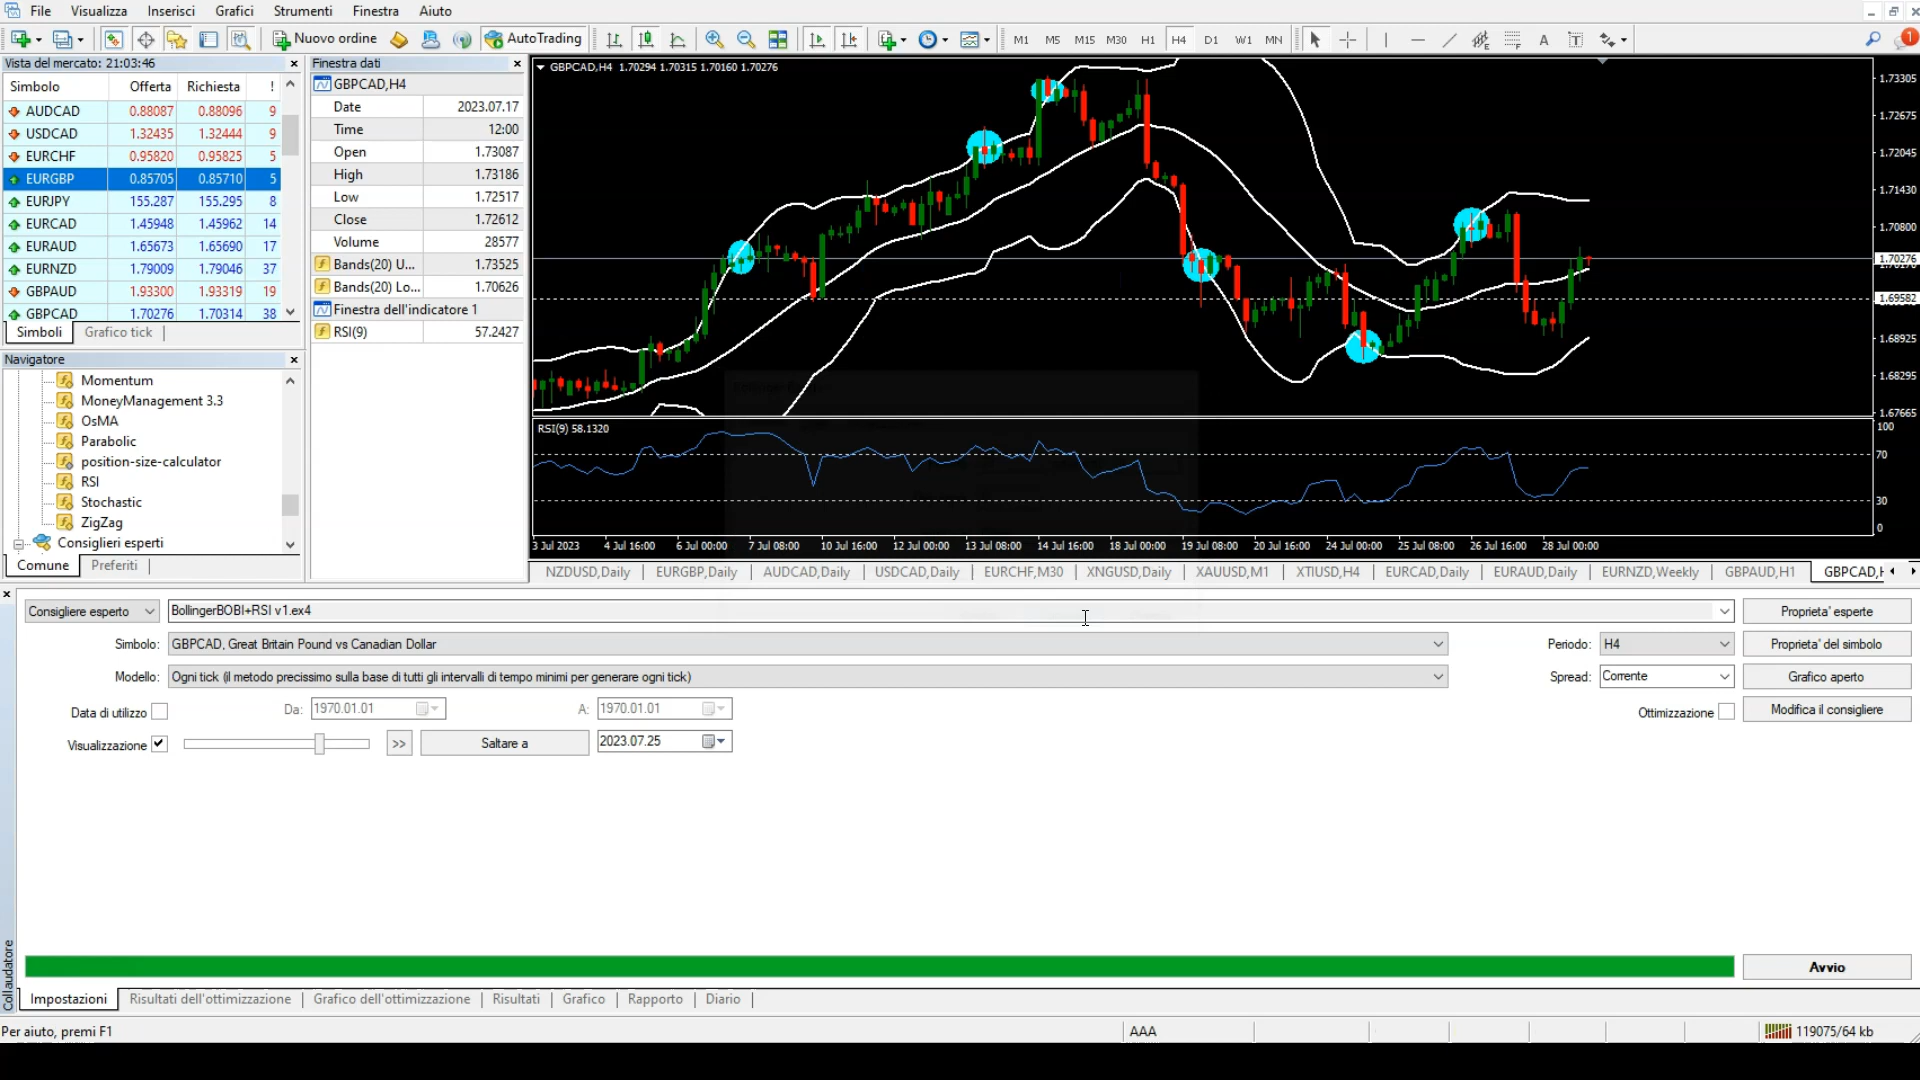 File Visualizza Inserisci Grafici Strumenti Finestra Aiuto
Nuovo ordine AutoTrading M1 M5 M15 M30 H1 H4 D1 W1 MN A T 1
Vista del mercato: 21:03:46
Simbolo Offerta Richiesta !
AUDCAD 0.88087 0.88096 9
USDCAD 1.32435 1.32444 9
EURCHF 0.95820 0.95825 5
EURGBP 0.85705 0.85710 5
EURJPY 155.287 155.295 8
EURCAD 1.45948 1.45962 14
EURAUD 1.65673 1.65690 17
EURNZD 1.79009 1.79046 37
GBPAUD 1.93300 1.93319 19
GBPCAD 1.70276 1.70314 38
Simboli Grafico tick
Navigatore
Momentum
MoneyManagement 3.3
OsMA
Parabolic
position-size-calculator
RSI
Stochastic
ZigZag
Consiglieri esperti
Comune Preferiti
Finestra dati
GBPCAD,H4
Date 2023.07.17
Time 12:00
Open 1.73087
High 1.73186
Low 1.72517
Close 1.72612
Volume 28577
Bands(20) U... 1.73525
Bands(20) Lo... 1.70626
Finestra dell'indicatore 1
RSI(9) 57.2427
GBPCAD,H4 1.70294 1.70315 1.70160 1.70276
1.73305
1.72675
1.72045
1.71430
1.70800
1.70276
1.69582
1.68925
1.68295
1.67665
RSI(9) 58.1320
100
70
30
0
3 Jul 2023 4 Jul 16:00 6 Jul 00:00 7 Jul 08:00 10 Jul 16:00 12 Jul 00:00 13 Jul 08:00 14 Jul 16:00 18 Jul 00:00 19 Jul 08:00 20 Jul 16:00 24 Jul 00:00 25 Jul 08:00 26 Jul 16:00 28 Jul 00:00
NZDUSD,Daily EURGBP,Daily AUDCAD,Daily USDCAD,Daily EURCHF,M30 XNGUSD,Daily XAUUSD,M1 XTIUSD,H4 EURCAD,Daily EURAUD,Daily EURNZD,Weekly GBPAUD,H1 GBPCAD,H
Consigliere esperto BollingerBOBI+RSI v1.ex4 Proprieta' esperte
Simbolo: GBPCAD, Great Britain Pound vs Canadian Dollar Periodo: H4 Proprieta' del simbolo
Modello: Ogni tick (il metodo precissimo sulla base di tutti gli intervalli di tempo minimi per generare ogni tick) Spread: Corrente Grafico aperto
Data di utilizzo Da: 1970.01.01 A: 1970.01.01 Ottimizzazione Modifica il consigliere
Visualizzazione >> Saltare a 2023.07.25
Collaudatore
Avvio
Impostazioni Risultati dell'ottimizzazione Grafico dell'ottimizzazione Risultati Grafico Rapporto Diario
Per aiuto, premi F1 AAA 119075/64 kb